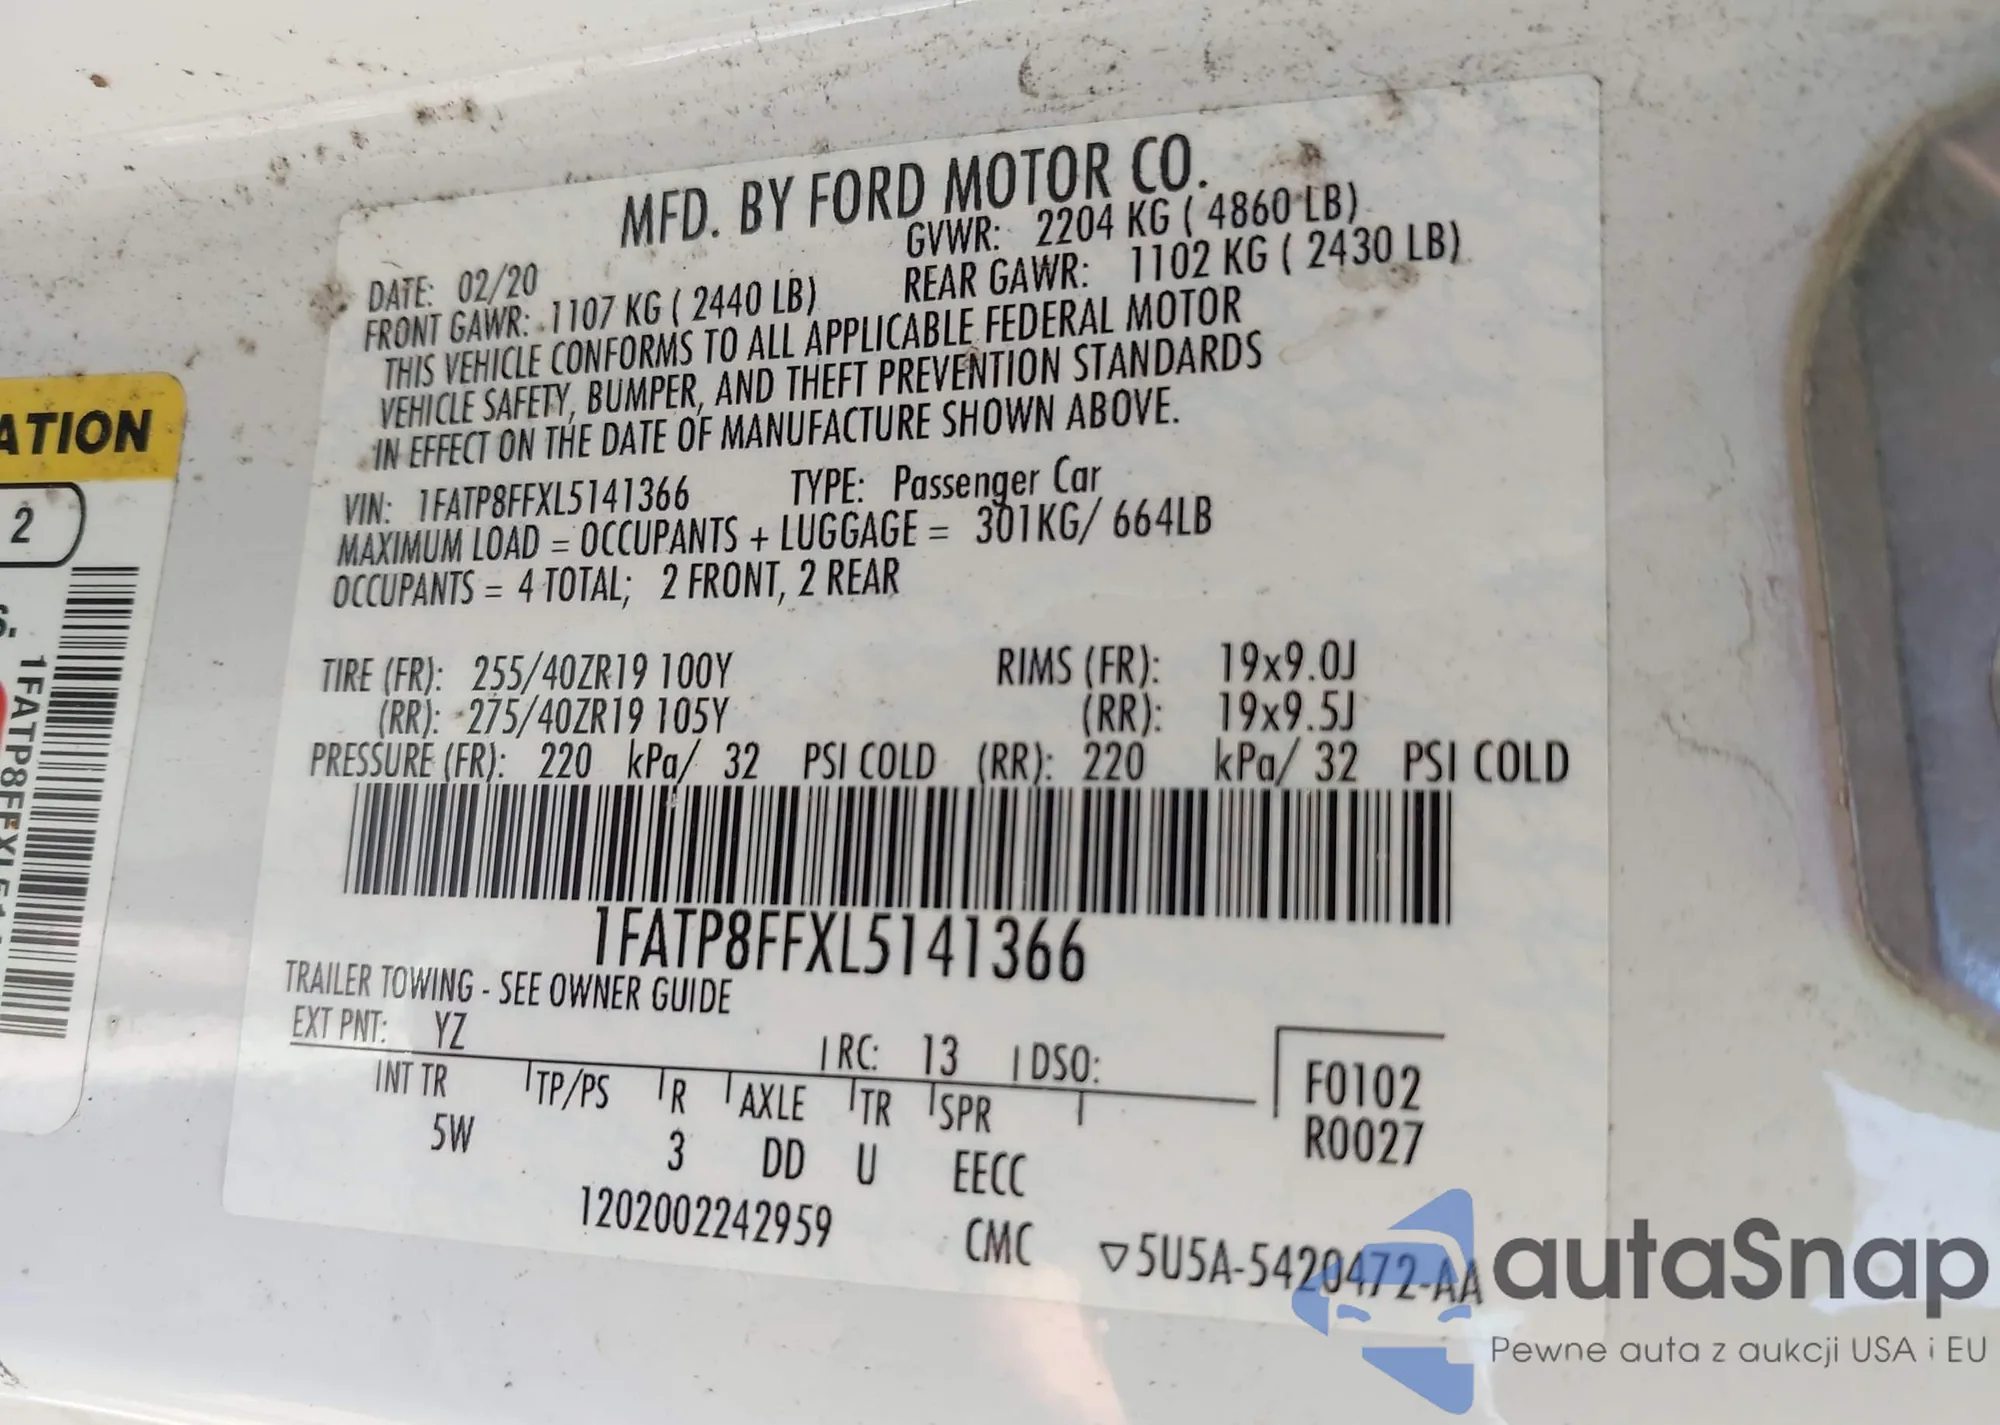 MFD. BY FORD MOTOR CO.
DATE: 02/20 GVWR: 2204 KG ( 4860 LB)
FRONT GAWR: 1107 KG ( 2440 LB) REAR GAWR: 1102 KG ( 2430 LB)
THIS VEHICLE CONFORMS TO ALL APPLICABLE FEDERAL MOTOR
VEHICLE SAFETY, BUMPER, AND THEFT PREVENTION STANDARDS
IN EFFECT ON THE DATE OF MANUFACTURE SHOWN ABOVE.
VIN: 1FATP8FFXL5141366 TYPE: Passenger Car
MAXIMUM LOAD = OCCUPANTS + LUGGAGE = 301KG/ 664LB
OCCUPANTS = 4 TOTAL; 2 FRONT, 2 REAR
TIRE (FR): 255/40ZR19 100Y RIMS (FR): 19x9.0J
(RR): 275/40ZR19 105Y (RR): 19x9.5J
PRESSURE (FR): 220 kPa/ 32 PSI COLD (RR): 220 kPa/ 32 PSI COLD
1FATP8FFXL5141366
TRAILER TOWING - SEE OWNER GUIDE
EXT PNT: YZ RC: 13 DSO:
INT TR TP/PS R AXLE TR SPR
5W 3 DD U EECC
F0102
R0027
1202002242959 CMC ▽5U5A-5420472-AA
ATION
2
S.
1FATP8FFXL51
autaSnap
Pewne auta z aukcji USA i EU